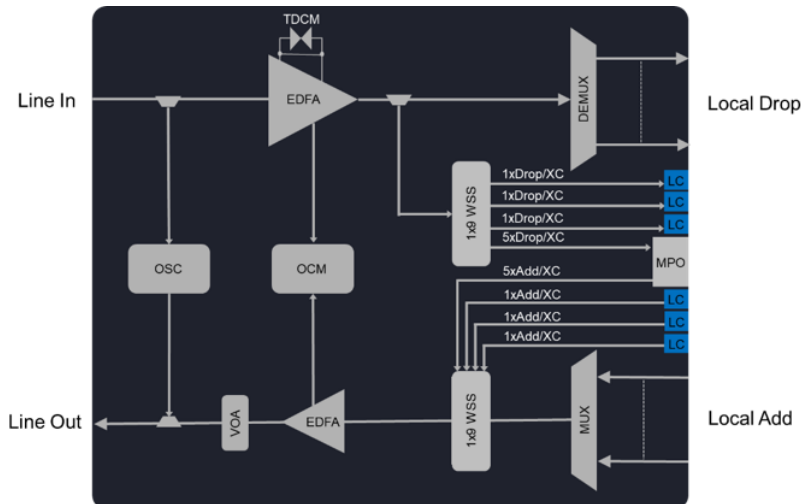 TDCM
Line In
EDFA
DEMUX
Local Drop
1x9 WSS
1xDrop/XC
LC
1xDrop/XC
LC
1xDrop/XC
LC
5xDrop/XC
MPO
OSC
OCM
5xAdd/XC
1xAdd/XC
LC
1xAdd/XC
LC
1xAdd/XC
LC
Line Out
VOA
EDFA
1x9 WSS
MUX
Local Add